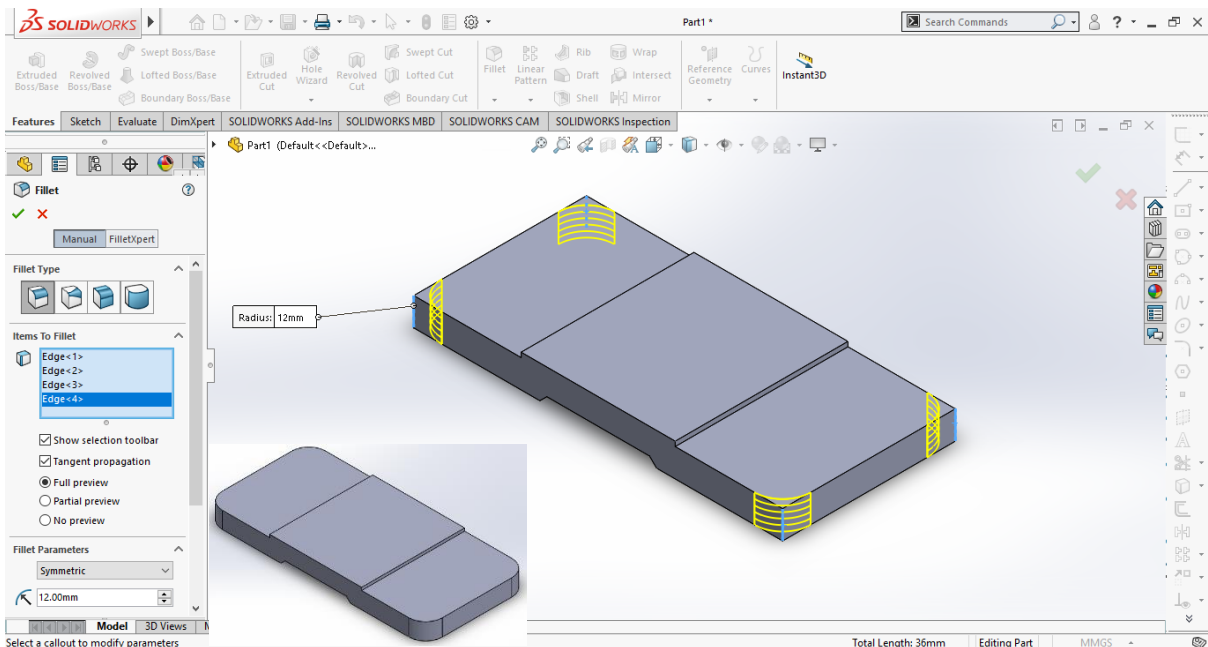 SOLIDWORKS
Part1 *
Search Commands
?
Extruded Boss/Base
Revolved Boss/Base
Swept Boss/Base
Lofted Boss/Base
Boundary Boss/Base
Extruded Cut
Hole Wizard
Revolved Cut
Swept Cut
Lofted Cut
Boundary Cut
Fillet
Linear Pattern
Rib
Draft
Shell
Wrap
Intersect
Mirror
Reference Geometry
Curves
Instant3D
Features
Sketch
Evaluate
DimXpert
SOLIDWORKS Add-Ins
SOLIDWORKS MBD
SOLIDWORKS CAM
SOLIDWORKS Inspection
Part1 (Default<<Default>...
Fillet
Manual
FilletXpert
Fillet Type
Items To Fillet
Edge<1>
Edge<2>
Edge<3>
Edge<4>
Show selection toolbar
Tangent propagation
Full preview
Partial preview
No preview
Fillet Parameters
Symmetric
12.00mm
Radius: 12mm
Model
3D Views
Select a callout to modify parameters
Total Length: 36mm
Editing Part
MMGS